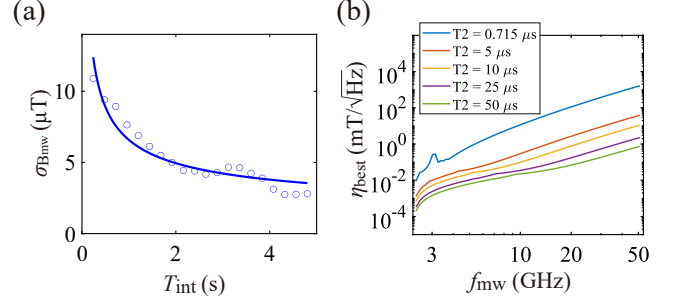 (a)
10
5
0
σBmw (μT)
0
2
4
Tint (s)
(b)
T2 = 0.715 μs
T2 = 5 μs
T2 = 10 μs
T2 = 25 μs
T2 = 50 μs
10^4
10^2
10^0
10^-2
10^-4
ηbest (mT/√Hz)
3
10
20
50
fmw (GHz)